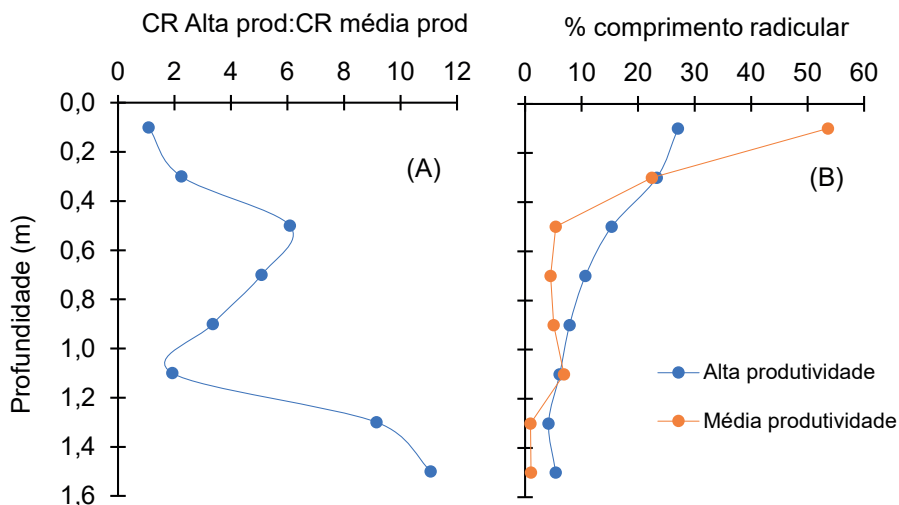 CR Alta prod:CR média prod
0 2 4 6 8 10 12
0,0
0,2
0,4
0,6
0,8
1,0
1,2
1,4
1,6
Profundidade (m)
(A)
% comprimento radicular
0 10 20 30 40 50 60
(B)
Alta produtividade
Média produtividade